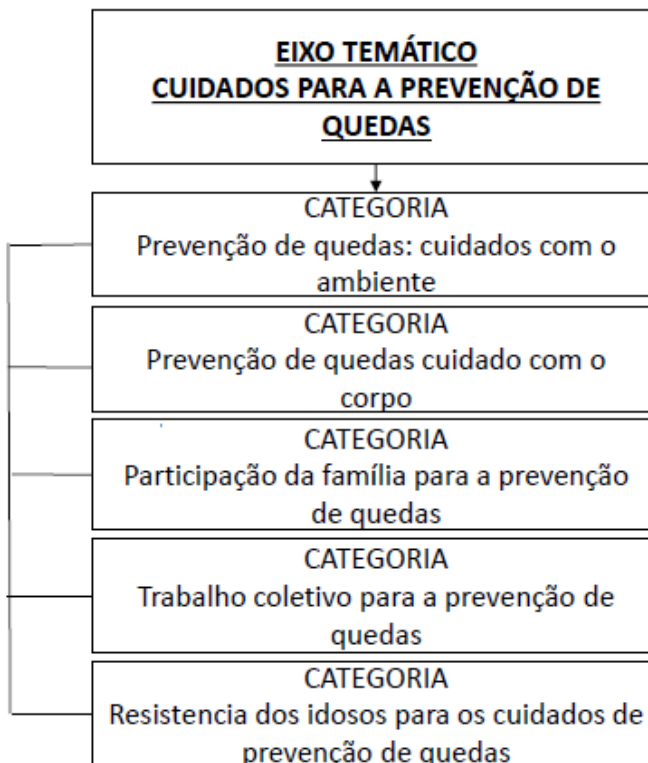 EIXO TEMÁTICO
CUIDADOS PARA A PREVENÇÃO DE
QUEDAS
CATEGORIA
Prevenção de quedas: cuidados com o
ambiente
CATEGORIA
Prevenção de quedas cuidado com o
corpo
CATEGORIA
Participação da família para a prevenção
de quedas
CATEGORIA
Trabalho coletivo para a prevenção de
quedas
CATEGORIA
Resistencia dos idosos para os cuidados de
prevenção de quedas